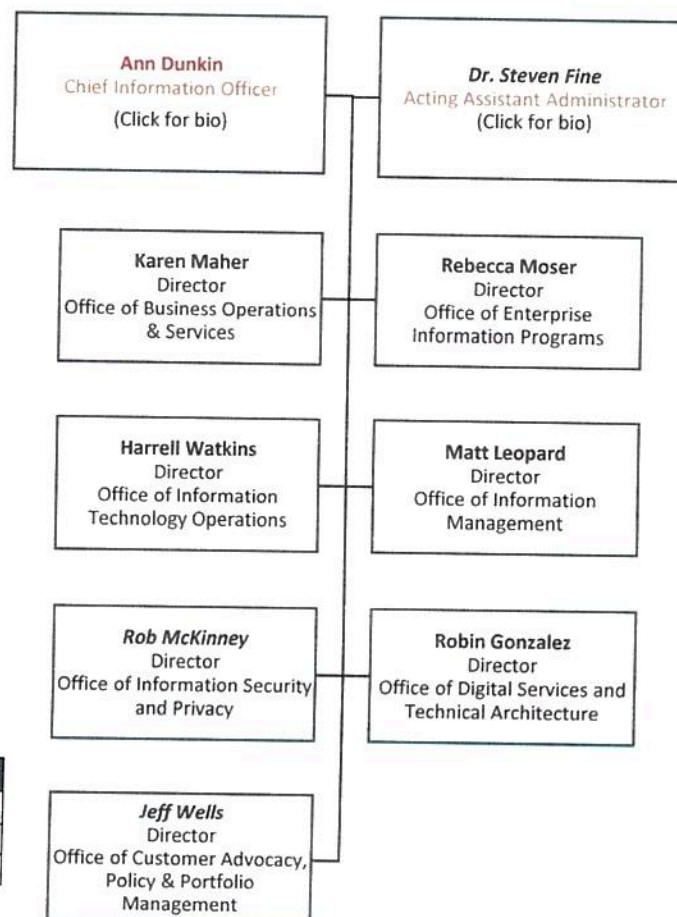 Ann Dunkin
Chief Information Officer
(Click for bio)
Dr. Steven Fine
Acting Assistant Administrator
(Click for bio)
Karen Maher
Director
Office of Business Operations
& Services
Rebecca Moser
Director
Office of Enterprise
Information Programs
Harrell Watkins
Director
Office of Information
Technology Operations
Matt Leopard
Director
Office of Information
Management
Rob McKinney
Director
Office of Information Security
and Privacy
Robin Gonzalez
Director
Office of Digital Services and
Technical Architecture
Jeff Wells
Director
Office of Customer Advocacy,
Policy & Portfolio
Management